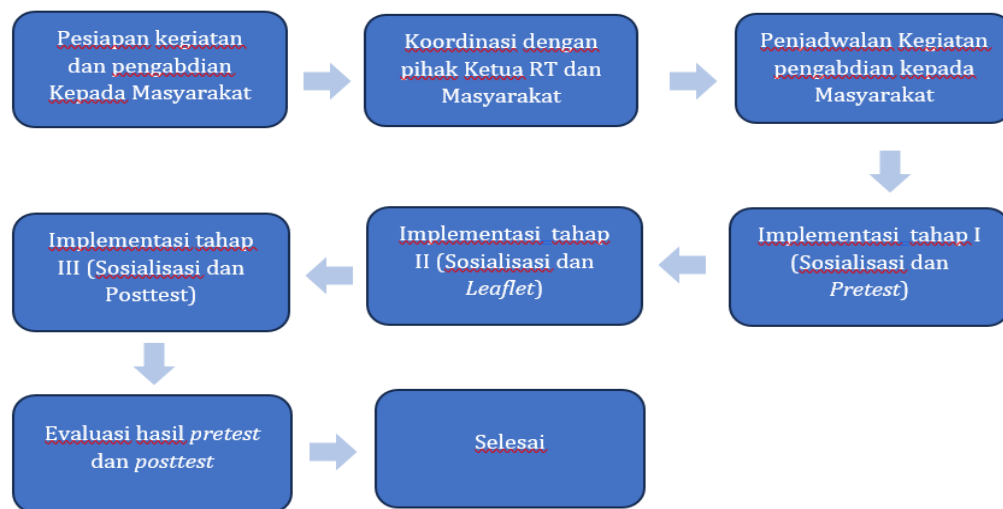 Pesiapan kegiatan
dan pengabdian
Kepada Masyarakat
Koordinasi dengan
pihak Ketua RT dan
Masyarakat
Penjadwalan Kegiatan
pengabdian kepada
Masyarakat
Implementasi tahap I
(Sosialisasi dan
Pretest)
Implementasi tahap
II (Sosialisasi dan
Leaflet)
Implementasi tahap
III (Sosialisasi dan
Posttest)
Evaluasi hasil pretest
dan posttest
Selesai